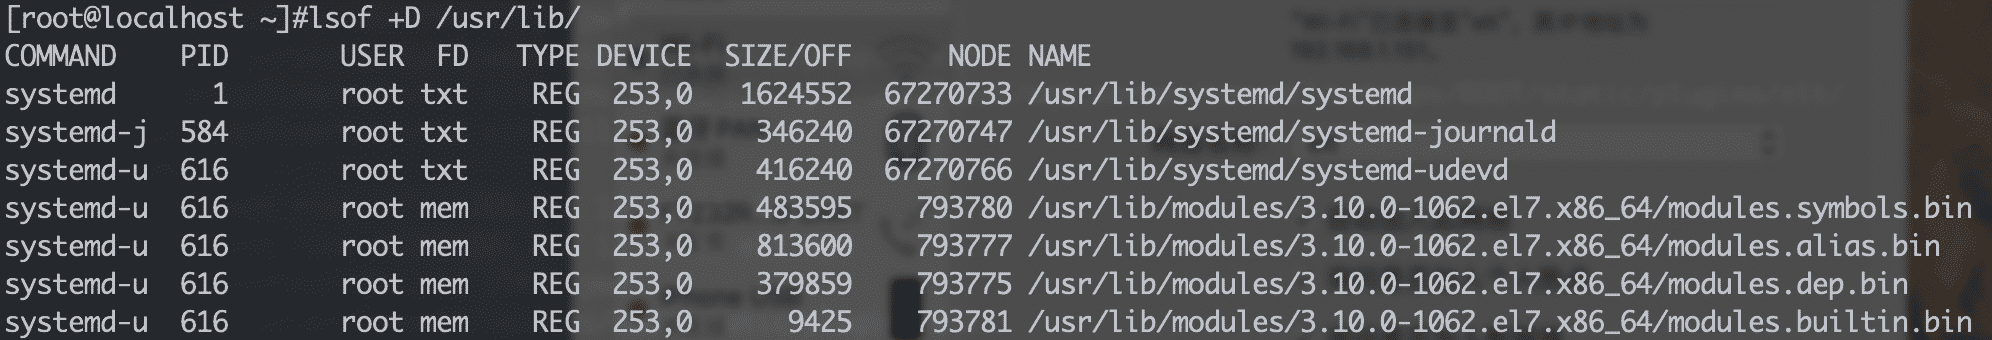 [root@localhost ~]#lsof +D /usr/lib/
COMMAND    PID       USER  FD   TYPE DEVICE  SIZE/OFF      NODE NAME
systemd      1       root txt    REG  253,0   1624552  67270733 /usr/lib/systemd/systemd
systemd-j  584       root txt    REG  253,0    346240  67270747 /usr/lib/systemd/systemd-journald
systemd-u  616       root txt    REG  253,0    416240  67270766 /usr/lib/systemd/systemd-udevd
systemd-u  616       root mem    REG  253,0    483595    793780 /usr/lib/modules/3.10.0-1062.el7.x86_64/modules.symbols.bin
systemd-u  616       root mem    REG  253,0    813600    793777 /usr/lib/modules/3.10.0-1062.el7.x86_64/modules.alias.bin
systemd-u  616       root mem    REG  253,0    379859    793775 /usr/lib/modules/3.10.0-1062.el7.x86_64/modules.dep.bin
systemd-u  616       root mem    REG  253,0      9425    793781 /usr/lib/modules/3.10.0-1062.el7.x86_64/modules.builtin.bin